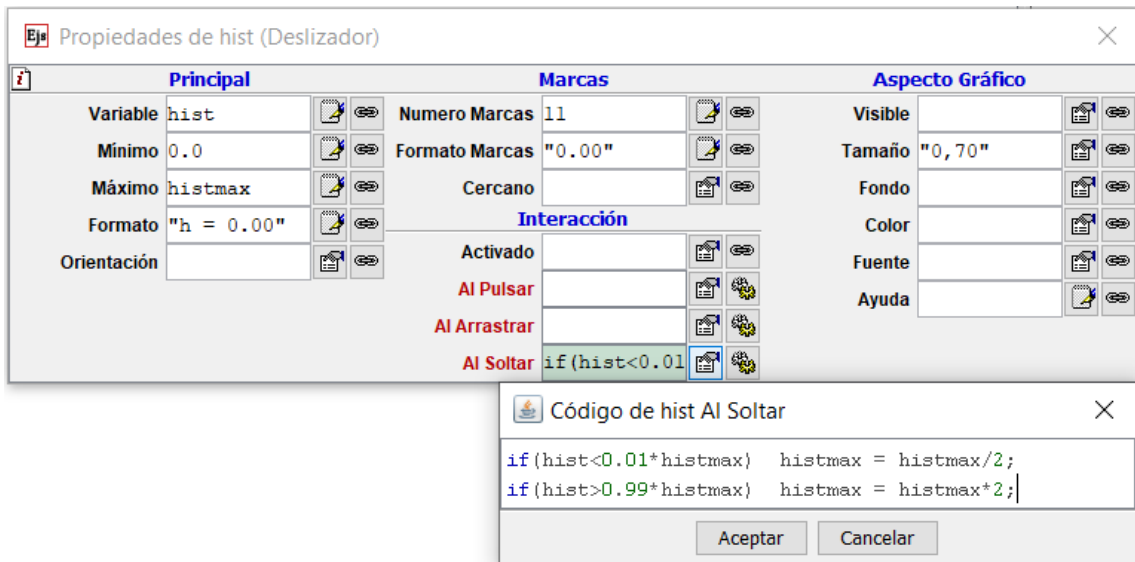 Ejs Propiedades de hist (Deslizador)
Principal
Variable hist
Mínimo 0.0
Máximo histmax
Formato "h = 0.00"
Orientación
Marcas
Numero Marcas 11
Formato Marcas "0.00"
Cercano
Interacción
Activado
Al Pulsar
Al Arrastrar
Al Soltar if(hist<0.01
Aspecto Gráfico
Visible
Tamaño "0,70"
Fondo
Color
Fuente
Ayuda
Código de hist Al Soltar
if(hist<0.01*histmax)  histmax = histmax/2;
if(hist>0.99*histmax)  histmax = histmax*2;
Aceptar Cancelar